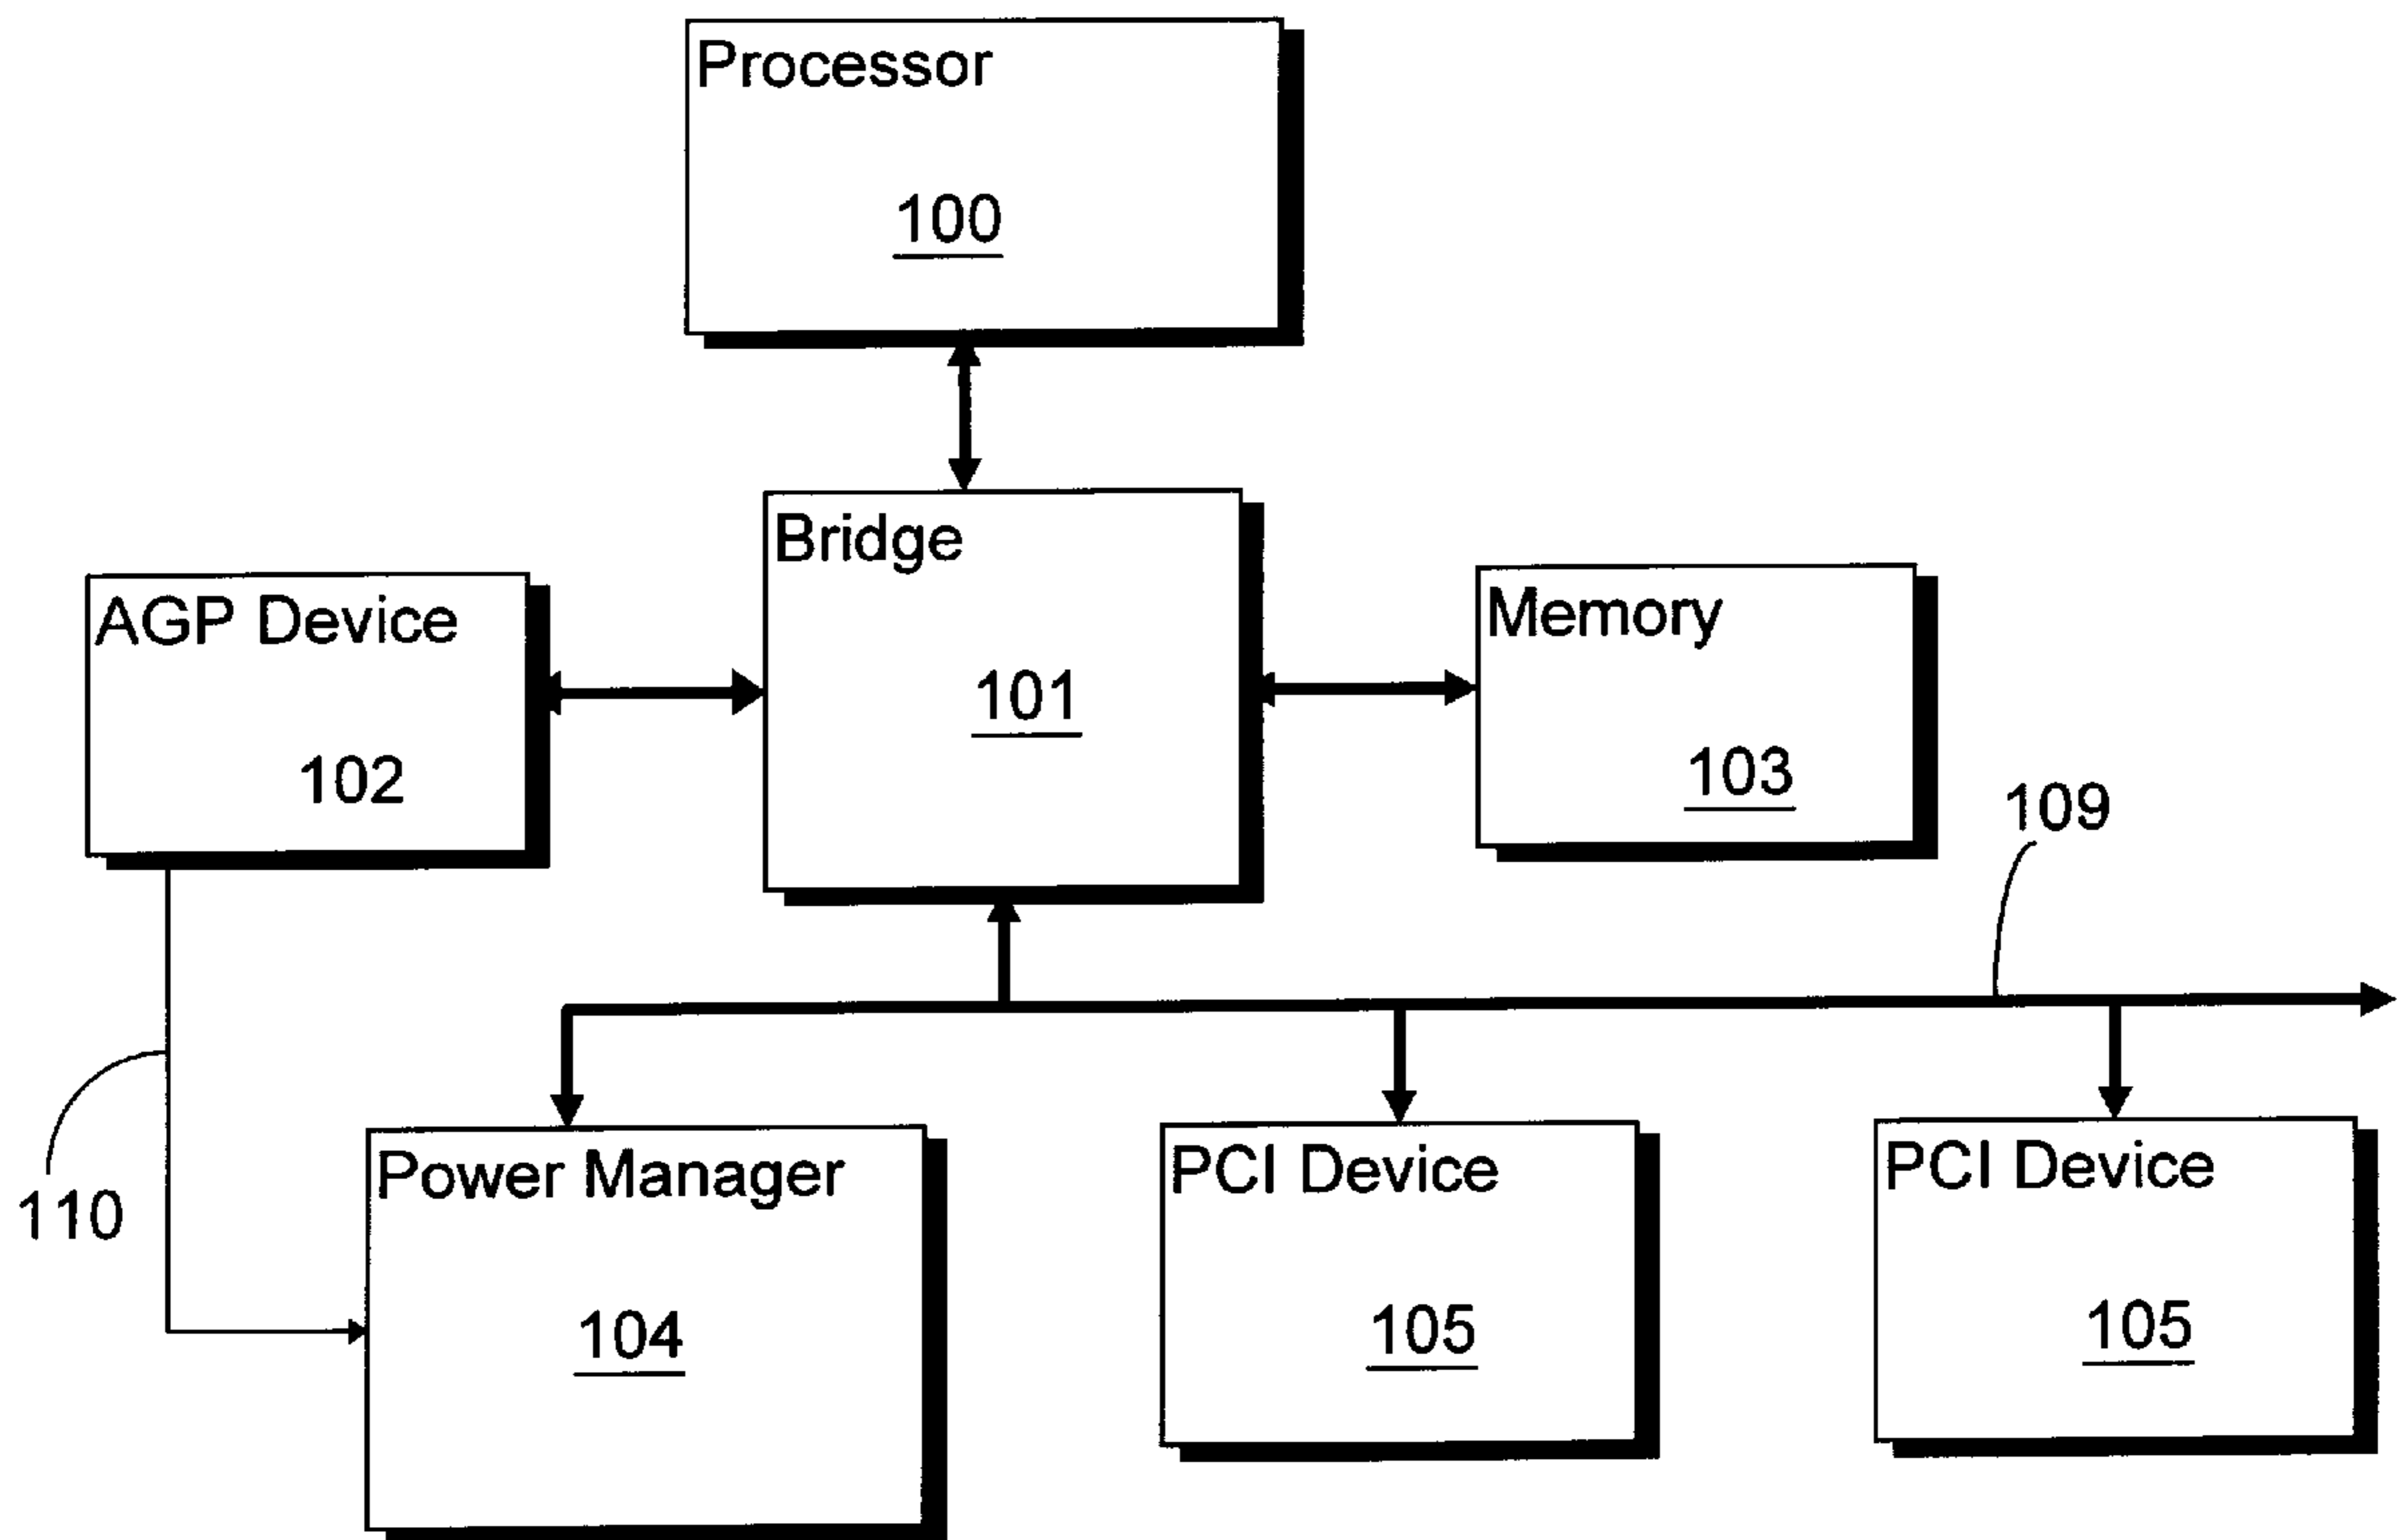 Processor
100
Bridge
101
AGP Device
102
Memory
103
109
110
Power Manager
104
PCI Device
105
PCI Device
105